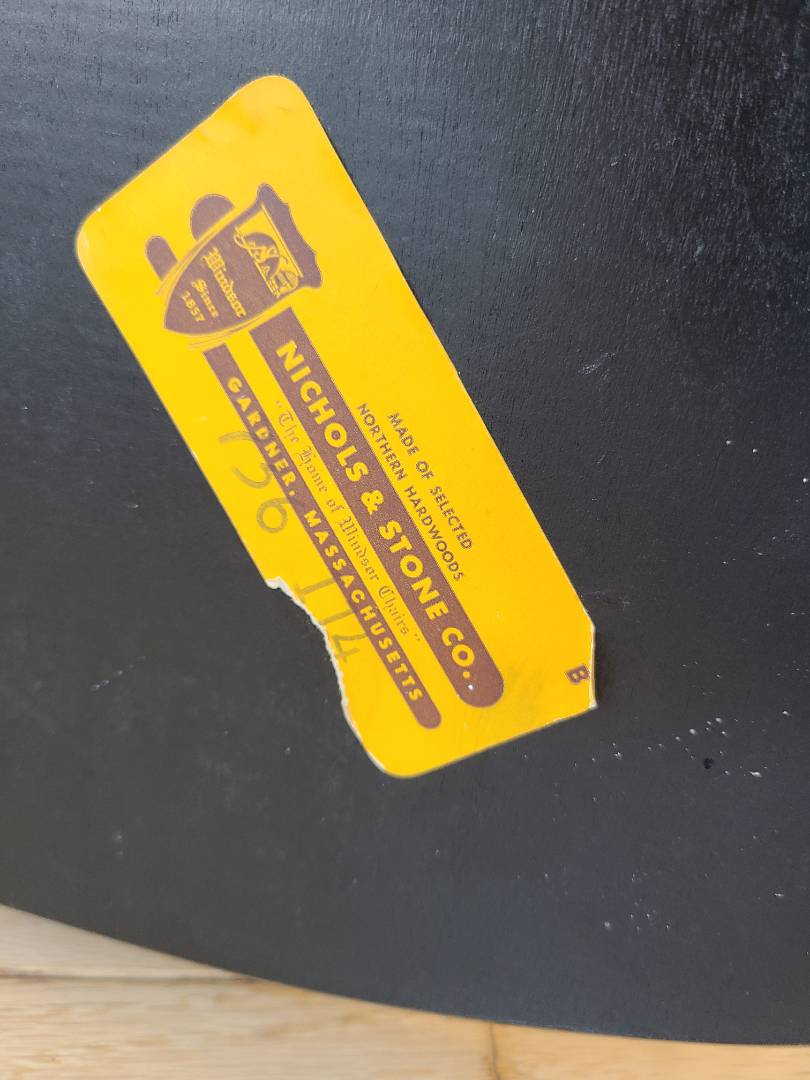 Windsor
Since
1857
MADE OF SELECTED
NORTHERN HARDWOODS
NICHOLS & STONE CO.
"The Home of Windsor Chairs"
GARDNER, MASSACHUSETTS
B